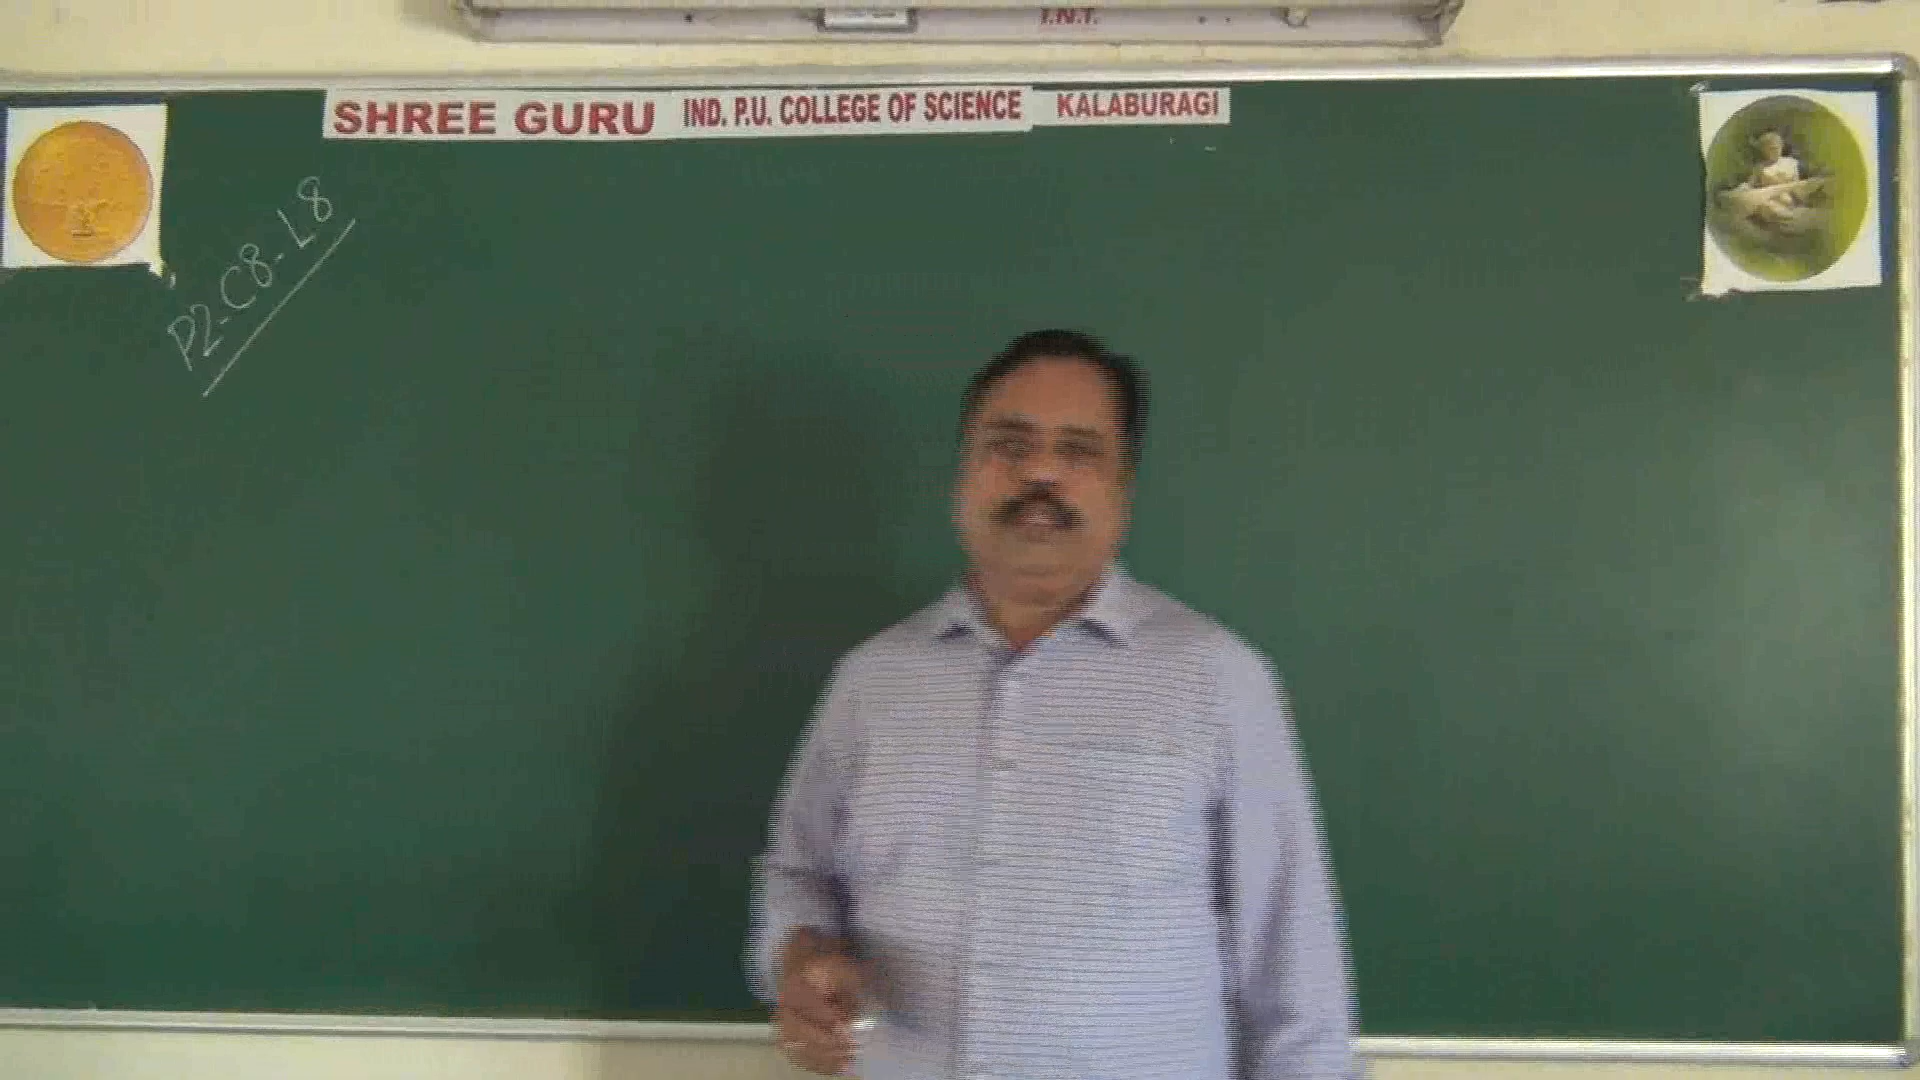 I.N.T.
SHREE GURU IND. P.U. COLLEGE OF SCIENCE KALABURAGI
P2-C8-L8